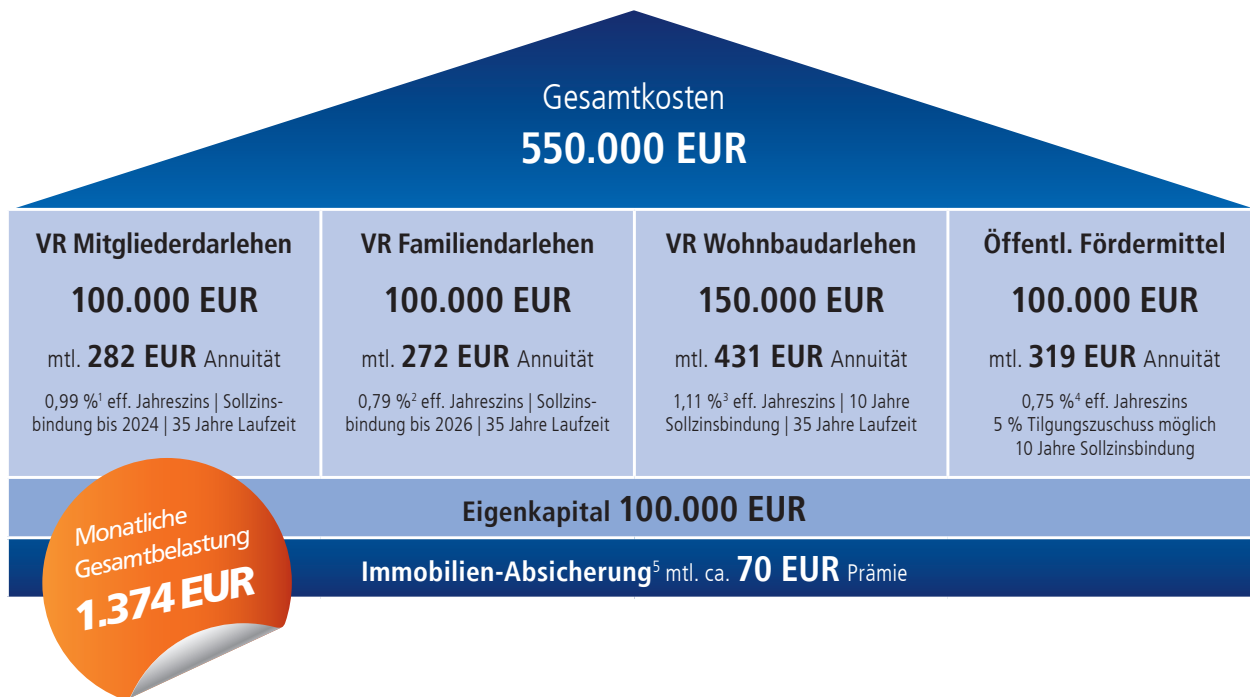 Gesamtkosten
550.000 EUR
VR Mitgliederdarlehen
100.000 EUR
mtl. 282 EUR Annuität
0,99 %¹ eff. Jahreszins | Sollzins-
bindung bis 2024 | 35 Jahre Laufzeit
VR Familiendarlehen
100.000 EUR
mtl. 272 EUR Annuität
0,79 %² eff. Jahreszins | Sollzins-
bindung bis 2026 | 35 Jahre Laufzeit
VR Wohnbaudarlehen
150.000 EUR
mtl. 431 EUR Annuität
1,11 %³ eff. Jahreszins | 10 Jahre
Sollzinsbindung | 35 Jahre Laufzeit
Öffentl. Fördermittel
100.000 EUR
mtl. 319 EUR Annuität
0,75 %⁴ eff. Jahreszins
5 % Tilgungszuschuss möglich
10 Jahre Sollzinsbindung
Eigenkapital 100.000 EUR
Immobilien-Absicherung⁵ mtl. ca. 70 EUR Prämie
Monatliche
Gesamtbelastung
1.374 EUR